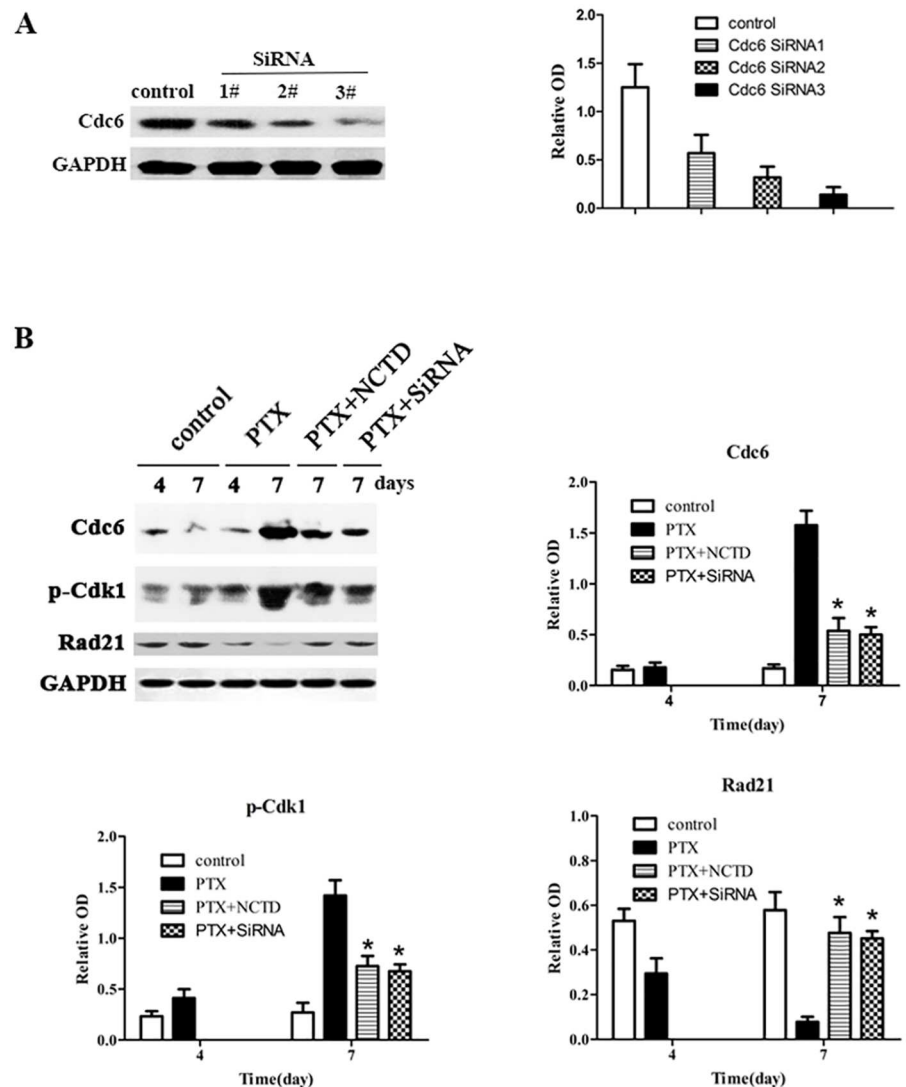 A
SiRNA
control 1# 2# 3#
Cdc6
GAPDH
Relative OD
2.0
1.5
1.0
0.5
0.0
control
Cdc6 SiRNA1
Cdc6 SiRNA2
Cdc6 SiRNA3
B
control PTX PTX+NCTD PTX+SiRNA
4 7 4 7 7 7 days
Cdc6
p-Cdk1
Rad21
GAPDH
Cdc6
Relative OD
2.0
1.5
1.0
0.5
0.0
control
PTX
PTX+NCTD
PTX+SiRNA
* *
4 7
Time(day)
p-Cdk1
Relative OD
2.0
1.5
1.0
0.5
0.0
control
PTX
PTX+NCTD
PTX+SiRNA
* *
4 7
Time(day)
Rad21
Relative OD
1.0
0.8
0.6
0.4
0.2
0.0
control
PTX
PTX+NCTD
PTX+SiRNA
* *
4 7
Time(day)